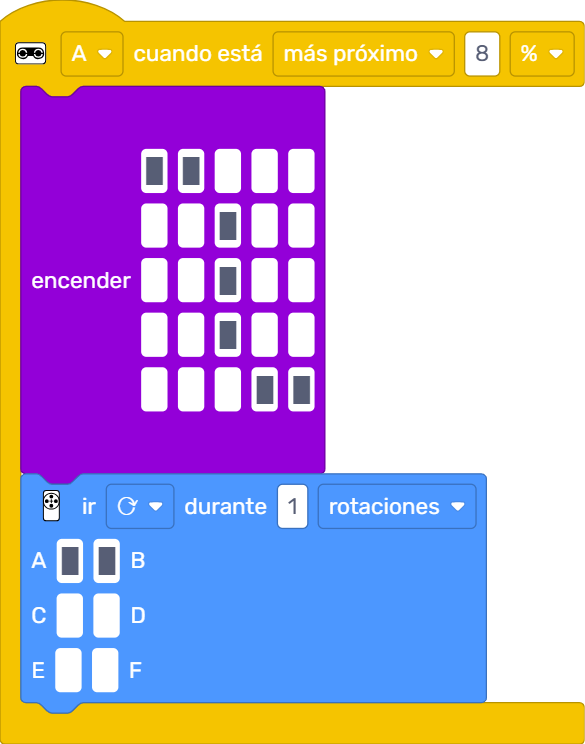 A cuando está más próximo 8 %
encender
ir durante 1 rotaciones
A B
C D
E F